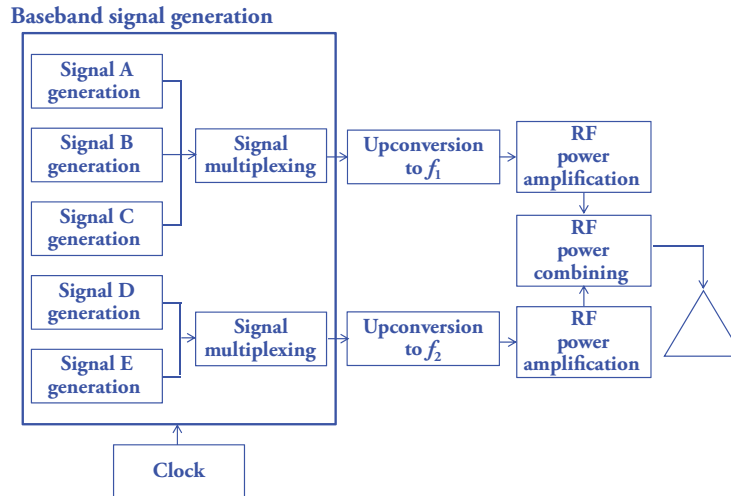 Baseband signal generation
Signal A
generation
Signal B
generation
Signal C
generation
Signal
multiplexing
Upconversion
to f1
RF
power
amplification
RF
power
combining
Signal D
generation
Signal E
generation
Signal
multiplexing
Upconversion
to f2
RF
power
amplification
Clock